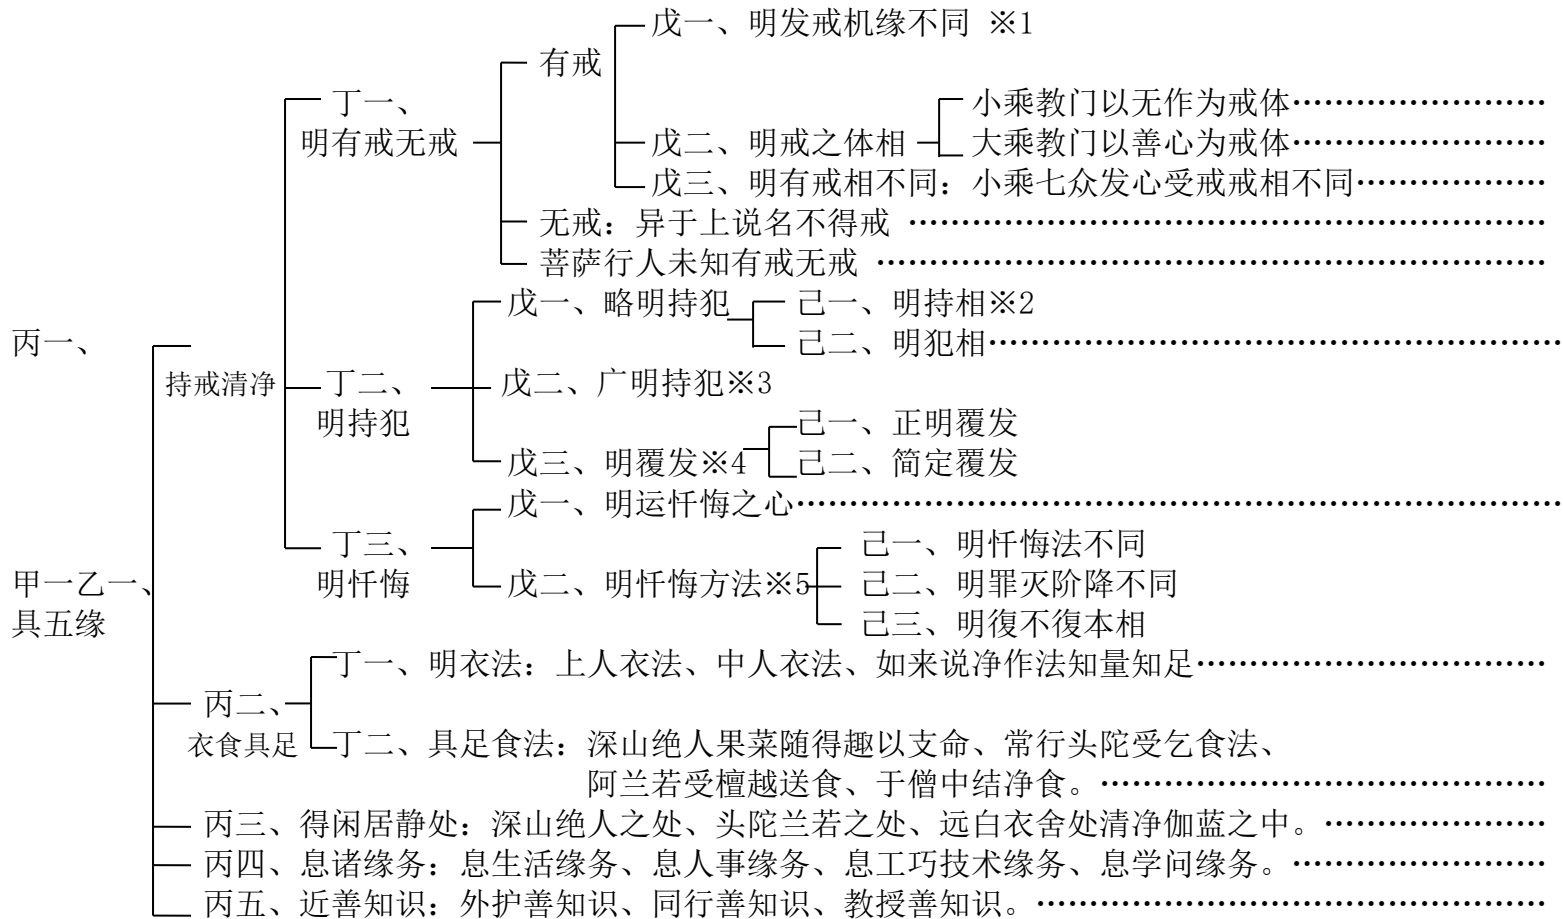 戊一、明发戒机缘不同 ※1
有戒
丁一、
小乘教门以无作为戒体………………………
明有戒无戒
戊二、明戒之体相
大乘教门以善心为戒体………………………
戊三、明有戒相不同：小乘七众发心受戒戒相不同………………
无戒：异于上说名不得戒 ………………………………………………
菩萨行人未知有戒无戒 …………………………………………………
戊一、略明持犯
己一、明持相※2
丙一、
己二、明犯相…………………………………………………
持戒清净
丁二、
戊二、广明持犯※3
明持犯
己一、正明覆发
戊三、明覆发※4
己二、简定覆发
戊一、明运忏悔之心…………………………………………………………
丁三、
己一、明忏悔法不同
甲一乙一、
明忏悔
戊二、明忏悔方法※5
己二、明罪灭阶降不同
具五缘
己三、明復不復本相
丁一、明衣法：上人衣法、中人衣法、如来说净作法知量知足……………………………
丙二、
衣食具足
丁二、具足食法：深山绝人果菜随得趣以支命、常行头陀受乞食法、
阿兰若受檀越送食、于僧中结净食。……………………………………
丙三、得闲居静处：深山绝人之处、头陀兰若之处、远白衣舍处清净伽蓝之中。…………………
丙四、息诸缘务：息生活缘务、息人事缘务、息工巧技术缘务、息学问缘务。……………………
丙五、近善知识：外护善知识、同行善知识、教授善知识。…………………………………………